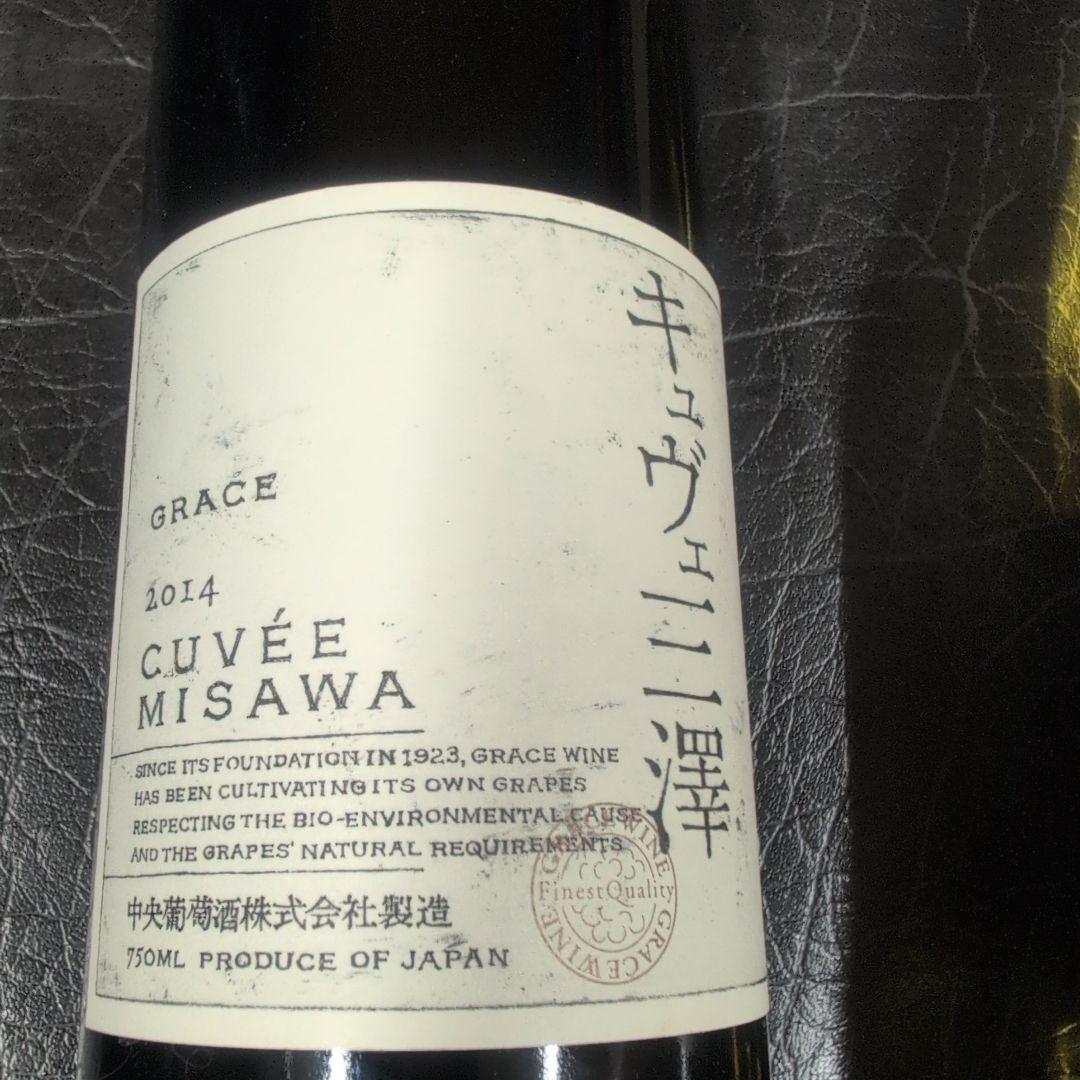 キュヴェ三澤
GRACE
2014
CUVÉE
MISAWA
SINCE ITS FOUNDATION IN 1923, GRACE WINE
HAS BEEN CULTIVATING ITS OWN GRAPES
RESPECTING THE BIO-ENVIRONMENTAL CAUSE
AND THE GRAPES' NATURAL REQUIREMENTS
中央葡萄酒株式会社製造
750ML PRODUCE OF JAPAN
GRACE WINE GRACE WINE
Finest Quality